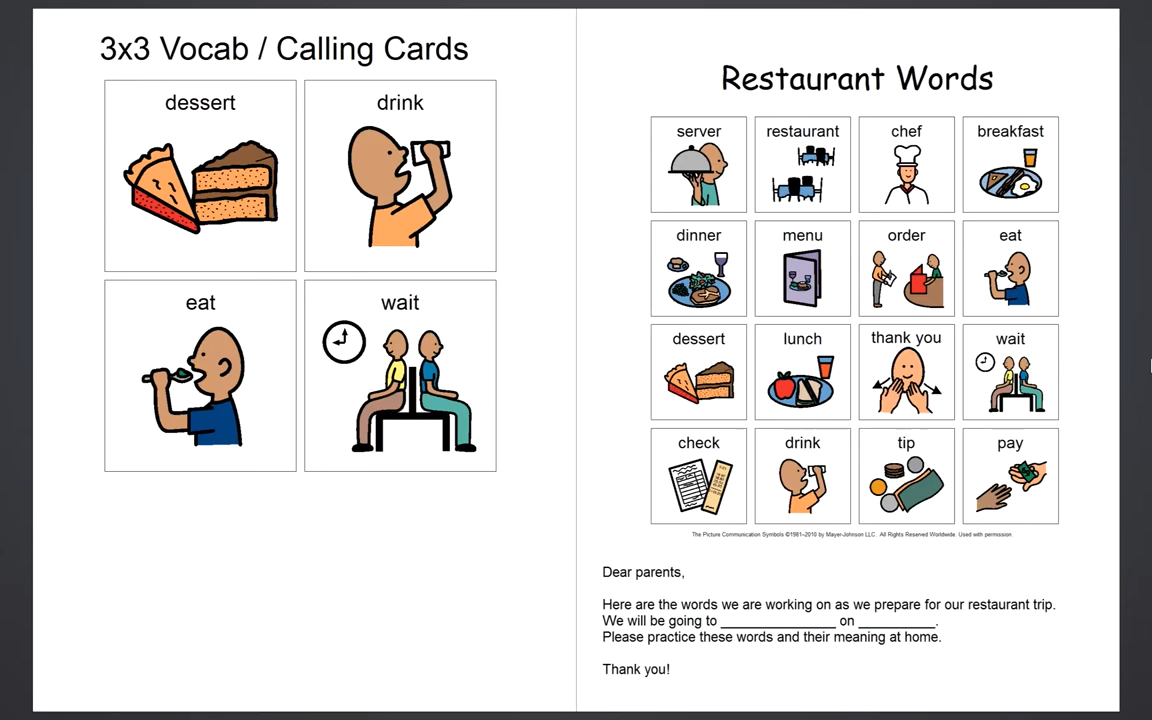 3x3 Vocab / Calling Cards
dessert
drink
eat
wait
Restaurant Words
server
restaurant
chef
breakfast
dinner
menu
order
eat
dessert
lunch
thank you
wait
check
drink
tip
pay
The Picture Communication Symbols ©1981–2010 by Mayer-Johnson LLC. All Rights Reserved Worldwide. Used with permission.
Dear parents,
Here are the words we are working on as we prepare for our restaurant trip.
We will be going to _______________ on __________.
Please practice these words and their meaning at home.
Thank you!